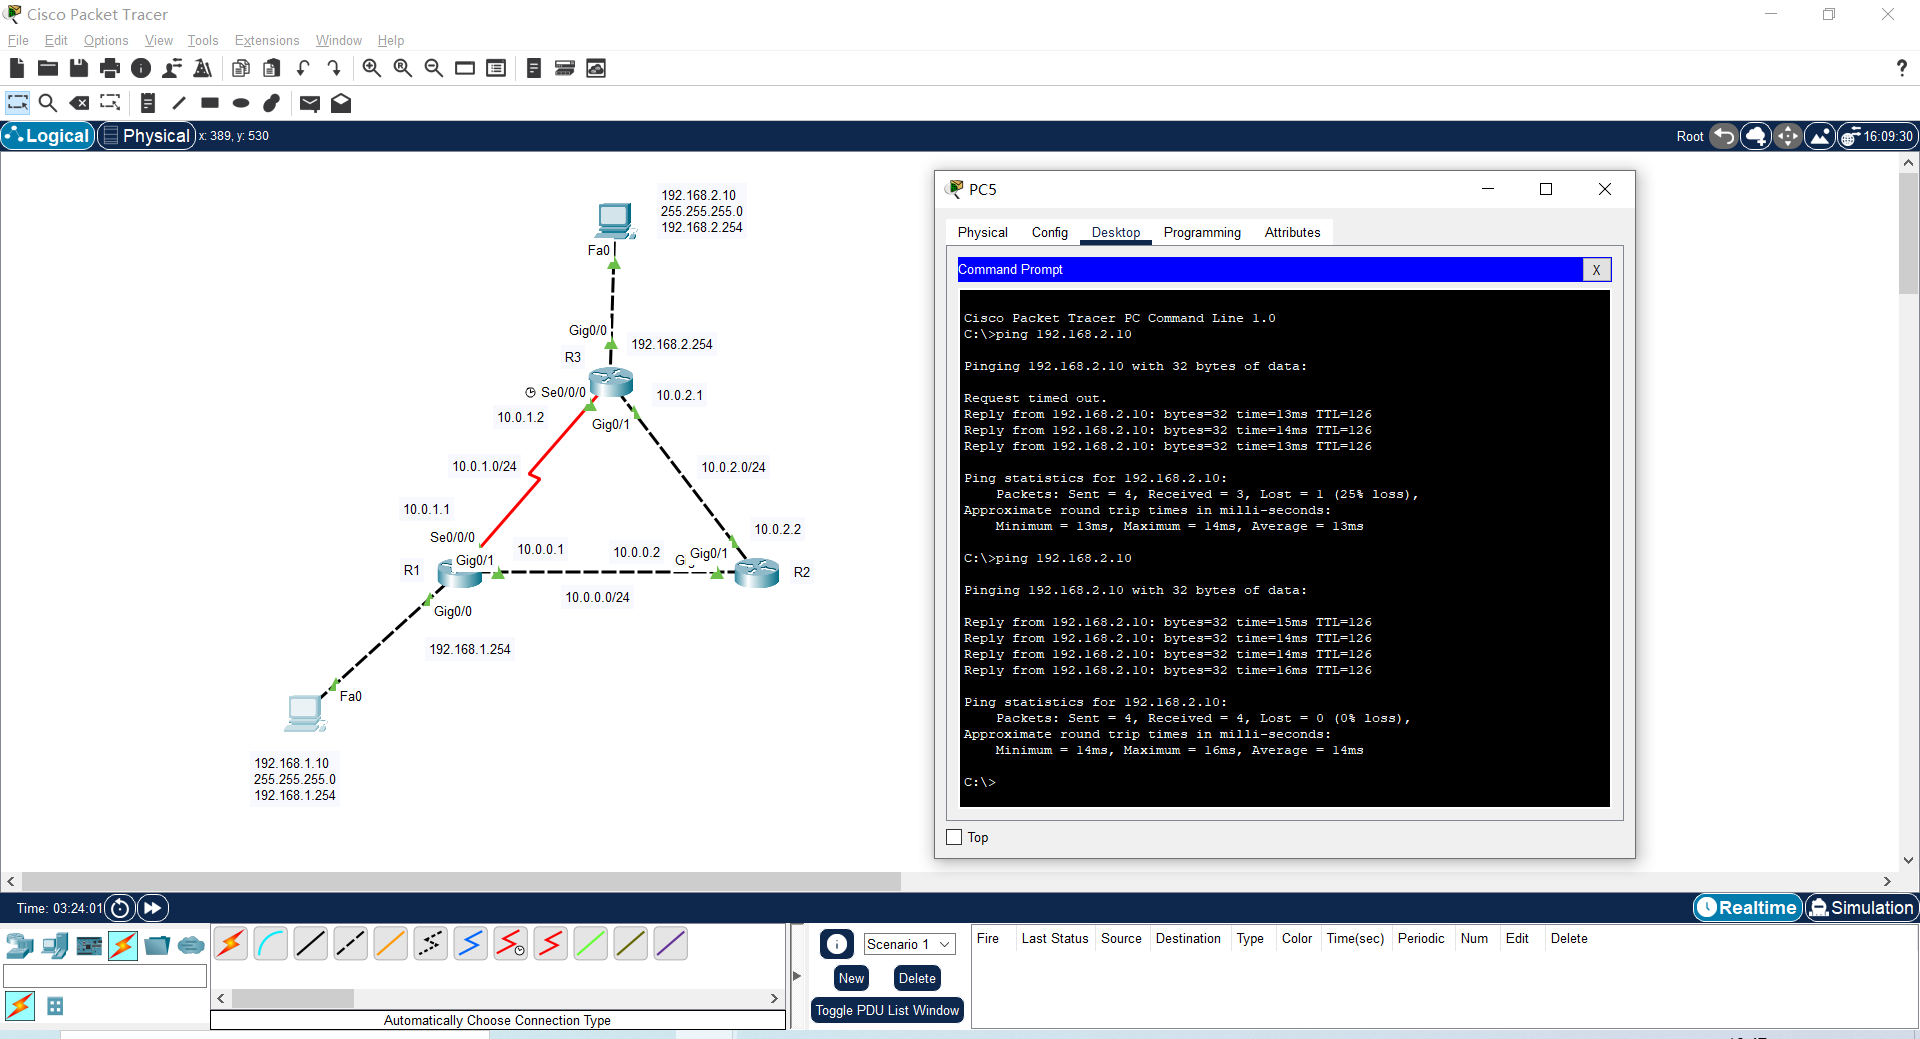 Cisco Packet Tracer
File Edit Options View Tools Extensions Window Help
Logical Physical x: 389, y: 530 Root 16:09:30
192.168.2.10
255.255.255.0
192.168.2.254
Fa0
Gig0/0
192.168.2.254
R3
Se0/0/0
10.0.2.1
10.0.1.2
Gig0/1
10.0.1.0/24
10.0.2.0/24
10.0.1.1
10.0.2.2
Se0/0/0
10.0.0.1
10.0.0.2
Gig0/1
Gig0/1
R1
R2
10.0.0.0/24
Gig0/0
192.168.1.254
Fa0
192.168.1.10
255.255.255.0
192.168.1.254
PC5
Physical Config Desktop Programming Attributes
Command Prompt X
Cisco Packet Tracer PC Command Line 1.0
C:\>ping 192.168.2.10
Pinging 192.168.2.10 with 32 bytes of data:
Request timed out.
Reply from 192.168.2.10: bytes=32 time=13ms TTL=126
Reply from 192.168.2.10: bytes=32 time=14ms TTL=126
Reply from 192.168.2.10: bytes=32 time=13ms TTL=126
Ping statistics for 192.168.2.10:
Packets: Sent = 4, Received = 3, Lost = 1 (25% loss),
Approximate round trip times in milli-seconds:
Minimum = 13ms, Maximum = 14ms, Average = 13ms
C:\>ping 192.168.2.10
Pinging 192.168.2.10 with 32 bytes of data:
Reply from 192.168.2.10: bytes=32 time=15ms TTL=126
Reply from 192.168.2.10: bytes=32 time=14ms TTL=126
Reply from 192.168.2.10: bytes=32 time=14ms TTL=126
Reply from 192.168.2.10: bytes=32 time=16ms TTL=126
Ping statistics for 192.168.2.10:
Packets: Sent = 4, Received = 4, Lost = 0 (0% loss),
Approximate round trip times in milli-seconds:
Minimum = 14ms, Maximum = 16ms, Average = 14ms
C:\>
Top
Time: 03:24:01 Realtime Simulation
Scenario 1
New Delete
Toggle PDU List Window
Fire Last Status Source Destination Type Color Time(sec) Periodic Num Edit Delete
Automatically Choose Connection Type